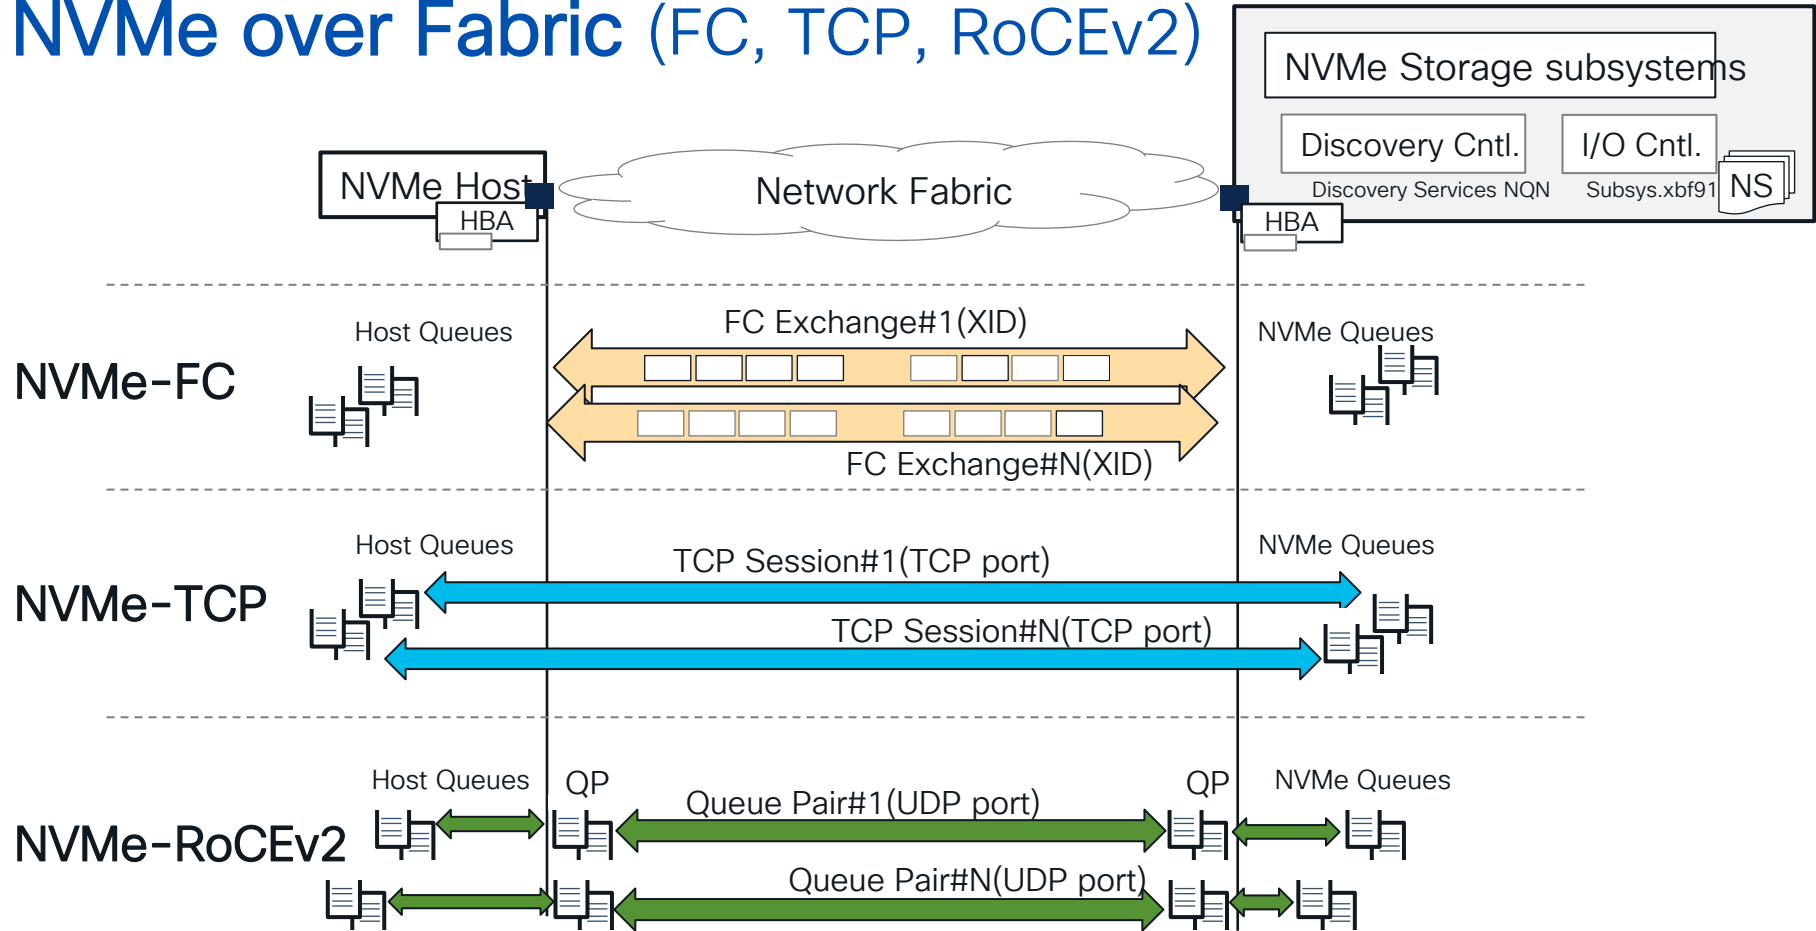 NVMe over Fabric (FC, TCP, RoCEv2)
NVMe Storage subsystems
Discovery Cntl.
I/O Cntl.
Discovery Services NQN
Subsys.xbf91
NS
NVMe Host
HBA
Network Fabric
HBA
Host Queues
FC Exchange#1(XID)
NVMe Queues
NVMe-FC
FC Exchange#N(XID)
Host Queues
TCP Session#1(TCP port)
NVMe Queues
NVMe-TCP
TCP Session#N(TCP port)
Host Queues
QP
Queue Pair#1(UDP port)
QP
NVMe Queues
NVMe-RoCEv2
Queue Pair#N(UDP port)